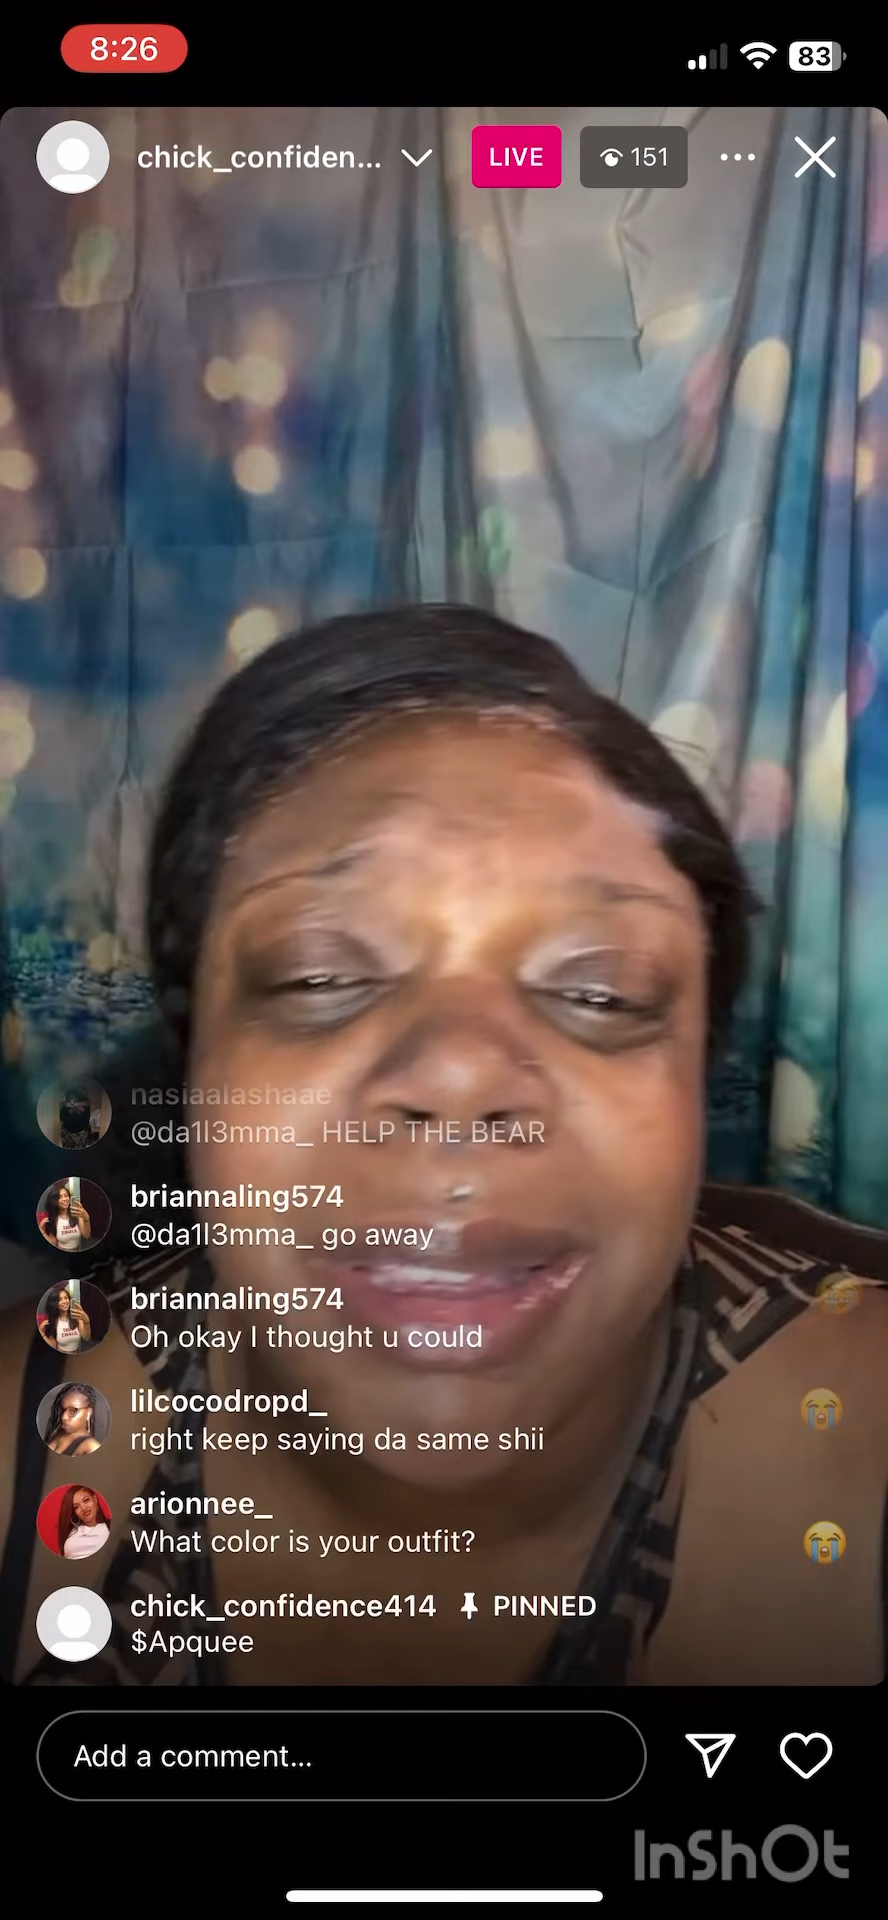 8:26
83
chick_confiden...
LIVE
151
nasiaalashaae
@da1l3mma_ HELP THE BEAR
briannaling574
@da1l3mma_ go away
briannaling574
Oh okay I thought u could
lilcocodropd_
right keep saying da same shii
arionnee_
What color is your outfit?
chick_confidence414 PINNED
$Apquee
Add a comment...
InShOt